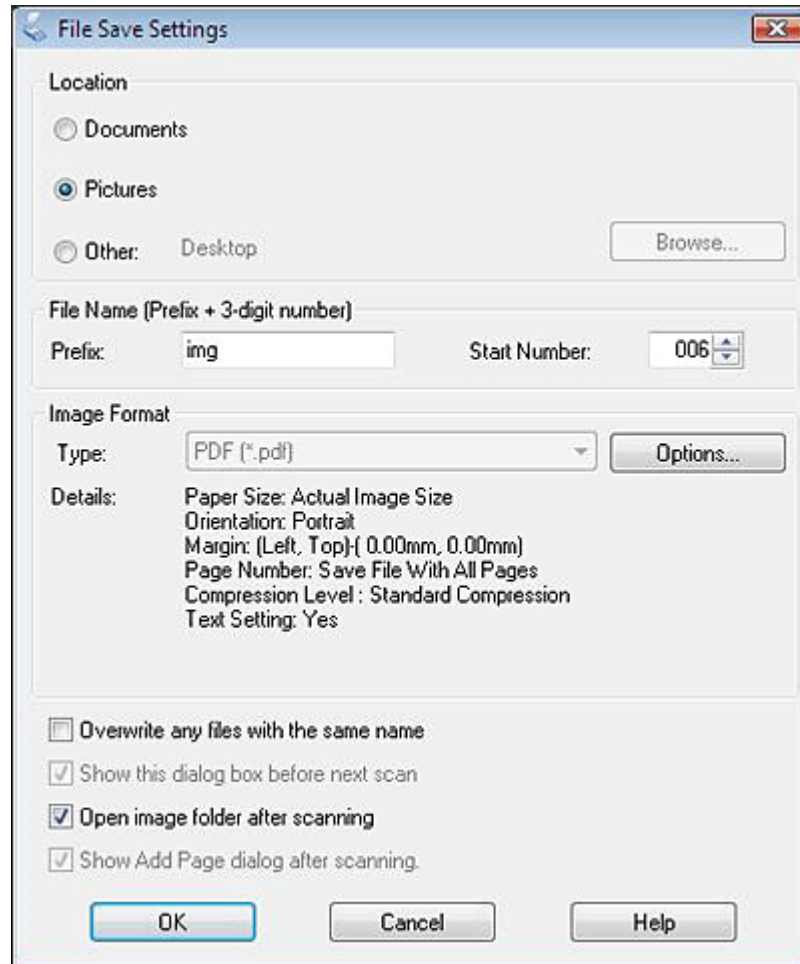 File Save Settings
Location
Documents
Pictures
Other: Desktop Browse...
File Name (Prefix + 3-digit number)
Prefix: img Start Number: 006
Image Format
Type: PDF (*.pdf) Options...
Details: Paper Size: Actual Image Size
Orientation: Portrait
Margin: (Left, Top)-( 0.00mm, 0.00mm)
Page Number: Save File With All Pages
Compression Level : Standard Compression
Text Setting: Yes
Overwrite any files with the same name
Show this dialog box before next scan
Open image folder after scanning
Show Add Page dialog after scanning.
OK Cancel Help